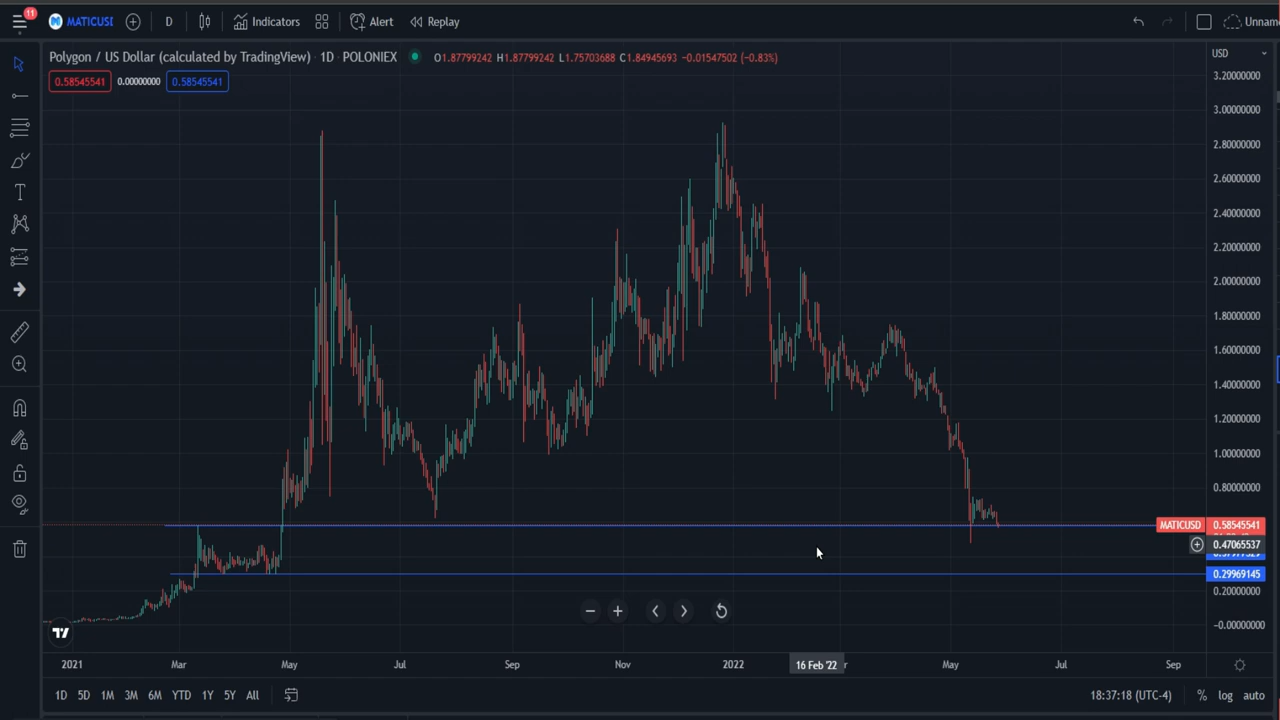 11
MATICUSI
D
Indicators
Alert
Replay
Unnam
Polygon / US Dollar (calculated by TradingView) · 1D · POLONIEX
O1.87799242 H1.87799242 L1.75703688 C1.84945693 -0.01547502 (-0.83%)
USD
0.58545541 0.00000000 0.58545541
3.20000000
3.00000000
2.80000000
2.60000000
2.40000000
2.20000000
2.00000000
1.80000000
1.60000000
1.40000000
1.20000000
1.00000000
0.80000000
MATICUSD 0.58545541
0.47065537
0.29969145
0.20000000
-0.00000000
2021 Mar May Jul Sep Nov 2022 16 Feb '22 May Jul Sep
1D 5D 1M 3M 6M YTD 1Y 5Y All
18:37:18 (UTC-4) % log auto